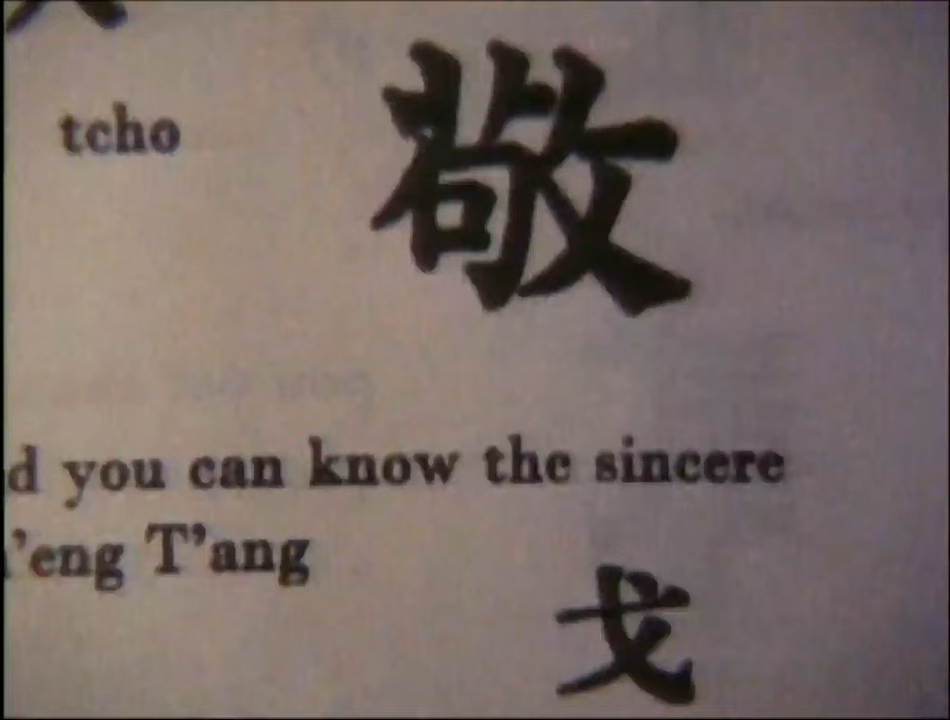 敬
tcho
d you can know the sincere
'eng T'ang
戈